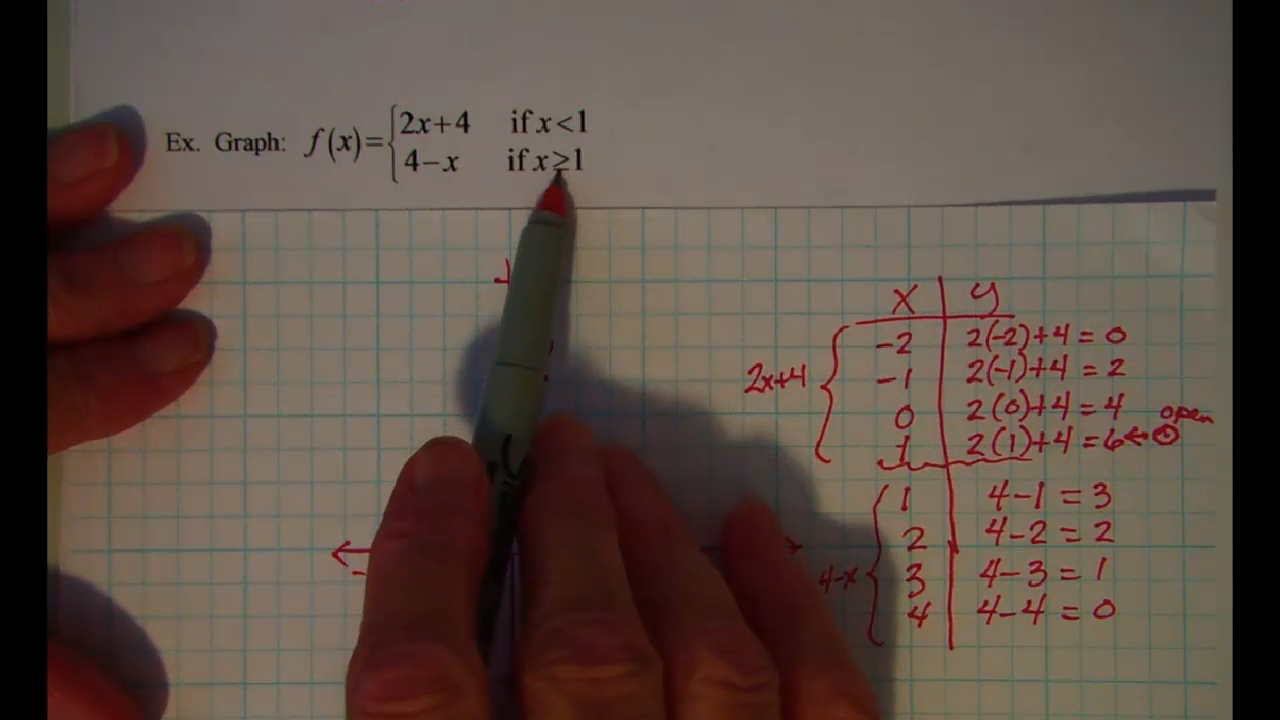 Ex. Graph: f(x)={2x+4 if x<1
4−x if x≥1
x y
-2 2(-2)+4=0
-1 2(-1)+4=2
2x+4
0 2(0)+4=4 open
1 2(1)+4=6←
1 4-1=3
2 4-2=2
4-x
3 4-3=1
4 4-4=0